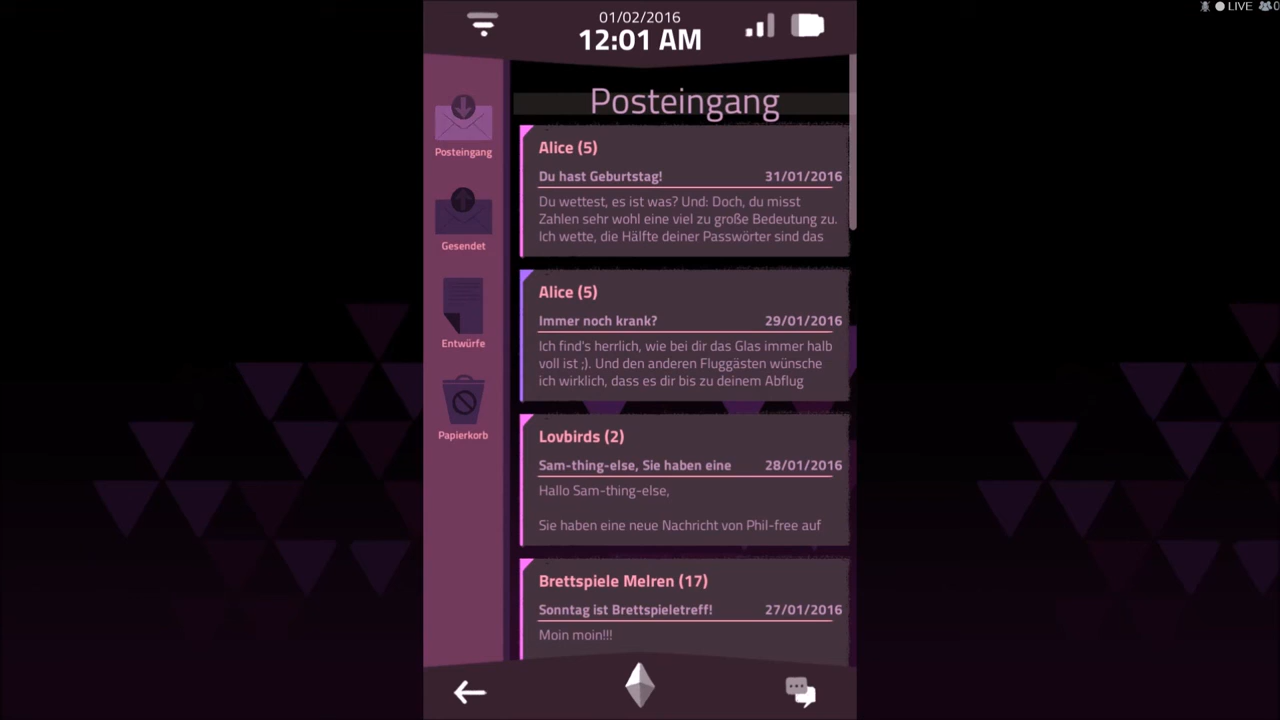 01/02/2016
LIVE 0
12:01 AM
Posteingang
Posteingang
Gesendet
Entwürfe
Papierkorb
Alice (5)
Du hast Geburtstag! 31/01/2016
Du wettest, es ist was? Und: Doch, du misst
Zahlen sehr wohl eine viel zu große Bedeutung zu.
Ich wette, die Hälfte deiner Passwörter sind das
Alice (5)
Immer noch krank? 29/01/2016
Ich find's herrlich, wie bei dir das Glas immer halb
voll ist ;). Und den anderen Fluggästen wünsche
ich wirklich, dass es dir bis zu deinem Abflug
Lovbirds (2)
Sam-thing-else, Sie haben eine 28/01/2016
Hallo Sam-thing-else,
Sie haben eine neue Nachricht von Phil-free auf
Brettspiele Melren (17)
Sonntag ist Brettspieletreff! 27/01/2016
Moin moin!!!